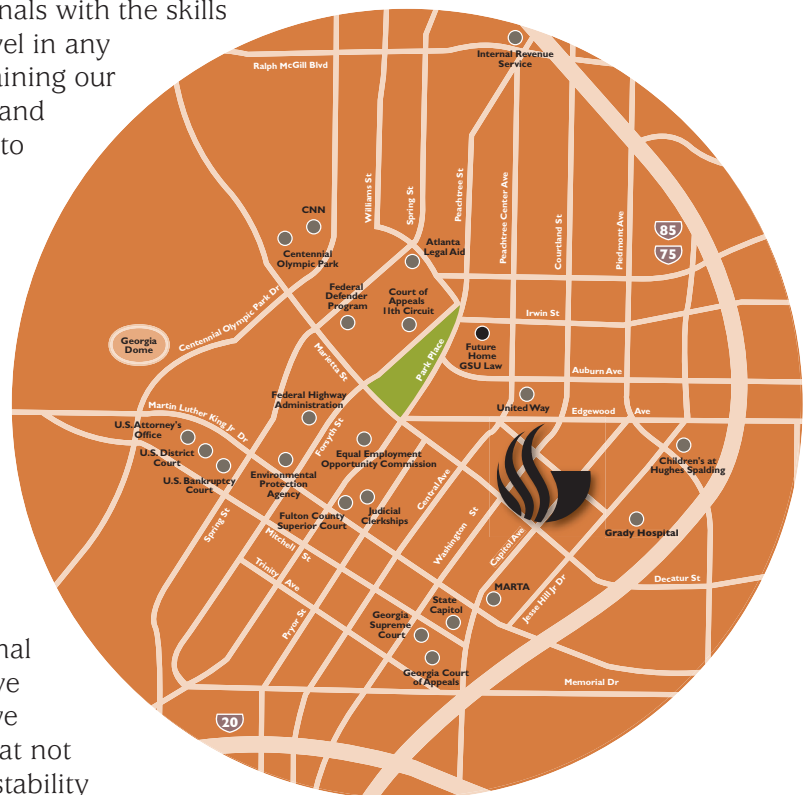 nals with the skills
vel in any
aining our
and
to
Internal Revenue
Service
Ralph McGill Blvd
Williams St
Spring St
Peachtree St
Peachtree Center Ave
Courtland St
Piedmont Ave
85
75
CNN
Centennial
Olympic Park
Atlanta
Legal Aid
Federal
Defender
Program
Court of
Appeals
11th Circuit
Centennial Olympic Park Dr
Irwin St
Georgia
Dome
Marietta St
Park Place
Future
Home
GSU Law
Auburn Ave
Federal Highway
Administration
United Way
Edgewood Ave
Martin Luther King Jr Dr
U.S. Attorney's
Office
U.S. District
Court
U.S. Bankruptcy
Court
Forsyth St
Equal Employment
Opportunity Commission
Children's at
Hughes Spalding
Environmental
Protection
Agency
Central Ave
Fulton County
Superior Court
Judicial
Clerkships
Spring St
Washington St
Capitol Ave
Grady Hospital
Mitchell St
Trinity Ave
Decatur St
MARTA
Jesse Hill Jr Dr
State
Capitol
Pryor St
Georgia
Supreme
Court
Georgia Court
of Appeals
Memorial Dr
20
nal
ve
ve
at not
stability